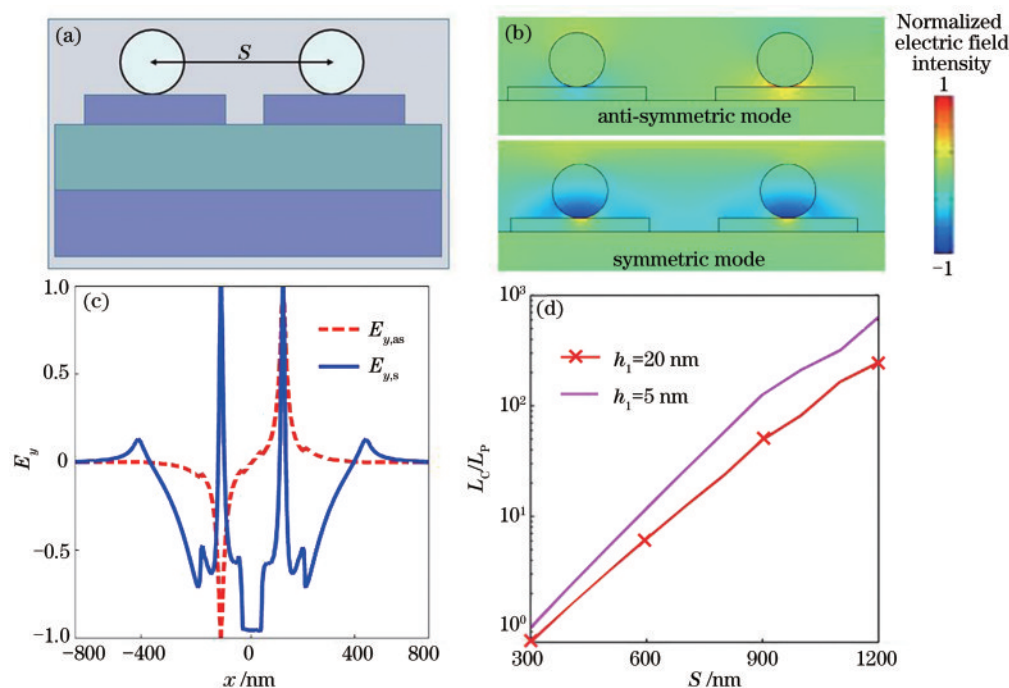 (a)
S
(b)
anti-symmetric mode
symmetric mode
Normalized
electric field
intensity
1
−1
(c)
E_{y,as}
E_{y,s}
E_y
1.0
0.5
0
−0.5
−1.0
−800
−400
0
400
800
x /nm
(d)
h_1=20 nm
h_1=5 nm
L_C/L_P
10^3
10^2
10^1
10^0
300
600
900
1200
S /nm